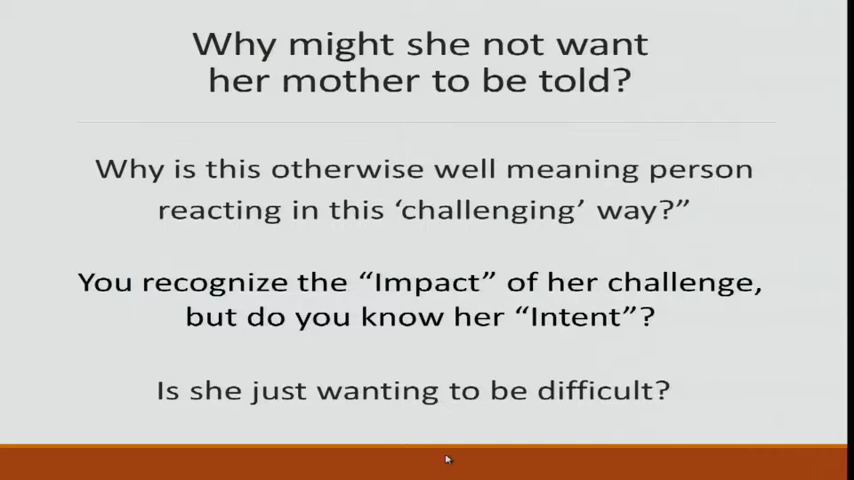 Why might she not want
her mother to be told?
Why is this otherwise well meaning person
reacting in this ‘challenging’ way?”
You recognize the “Impact” of her challenge,
but do you know her “Intent”?
Is she just wanting to be difficult?